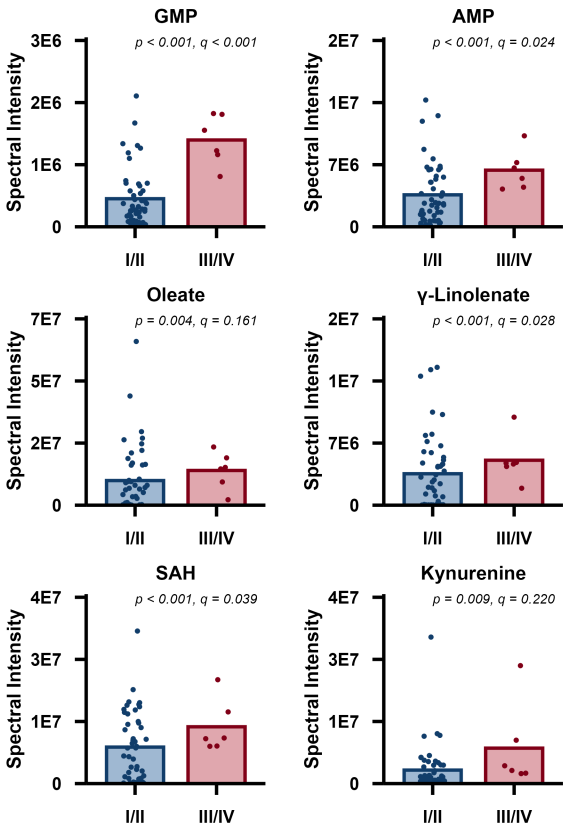 GMP
p < 0.001, q < 0.001
Spectral Intensity
3E6
2E6
1E6
0
I/II
III/IV
AMP
p < 0.001, q = 0.024
Spectral Intensity
2E7
1E7
7E6
0
I/II
III/IV
Oleate
p = 0.004, q = 0.161
Spectral Intensity
7E7
5E7
2E7
0
I/II
III/IV
γ-Linolenate
p < 0.001, q = 0.028
Spectral Intensity
2E7
1E7
7E6
0
I/II
III/IV
SAH
p < 0.001, q = 0.039
Spectral Intensity
4E7
3E7
1E7
0
I/II
III/IV
Kynurenine
p = 0.009, q = 0.220
Spectral Intensity
4E7
3E7
1E7
0
I/II
III/IV